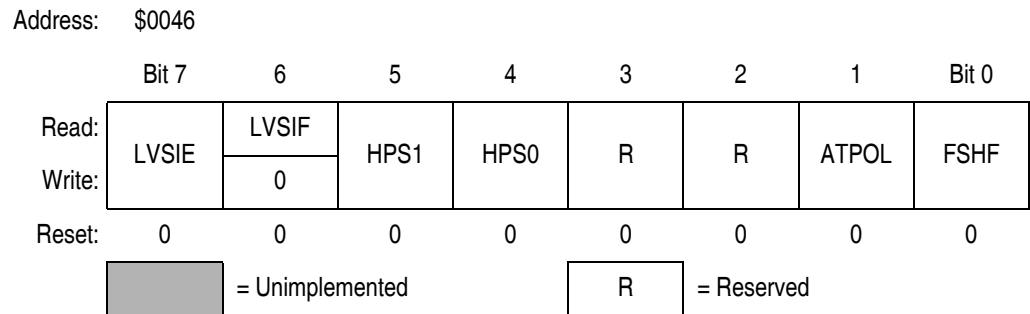 Address: $0046
Bit 7 6 5 4 3 2 1 Bit 0
Read: LVSIE LVSIF HPS1 HPS0 R R ATPOL FSHF
Write: 0
Reset: 0 0 0 0 0 0 0 0
= Unimplemented R = Reserved